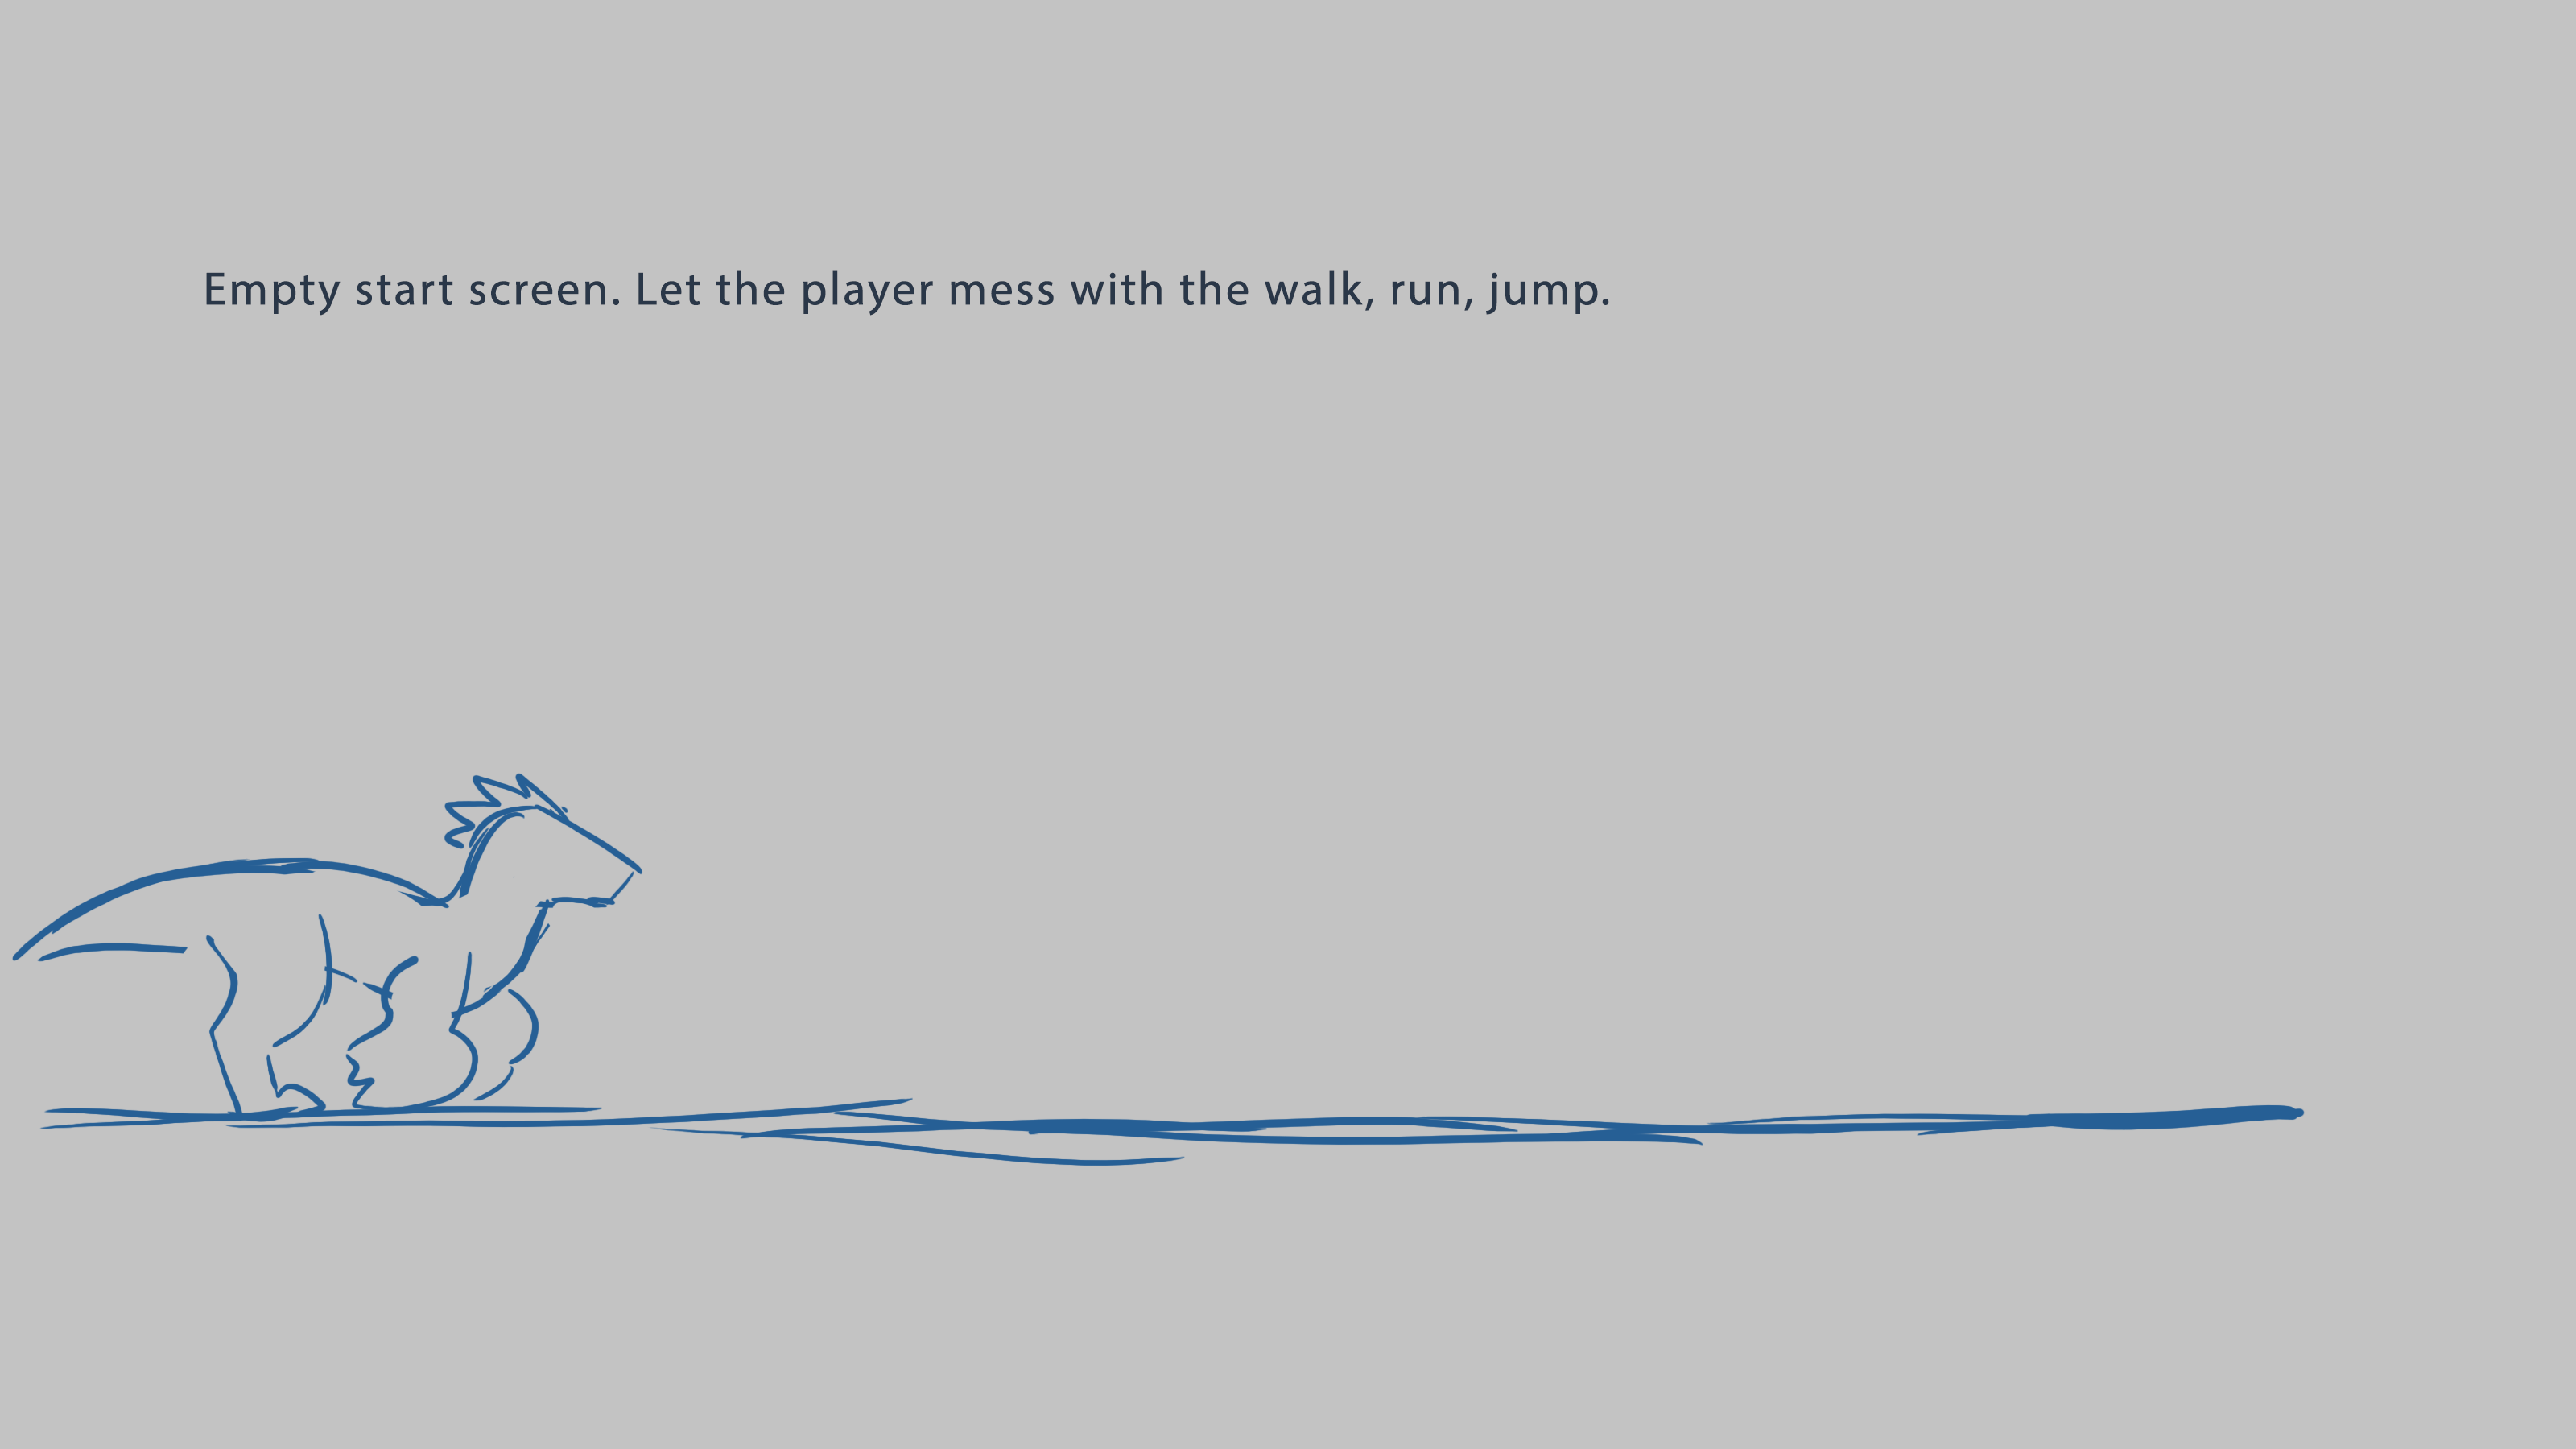 Empty start screen. Let the player mess with the walk, run, jump.